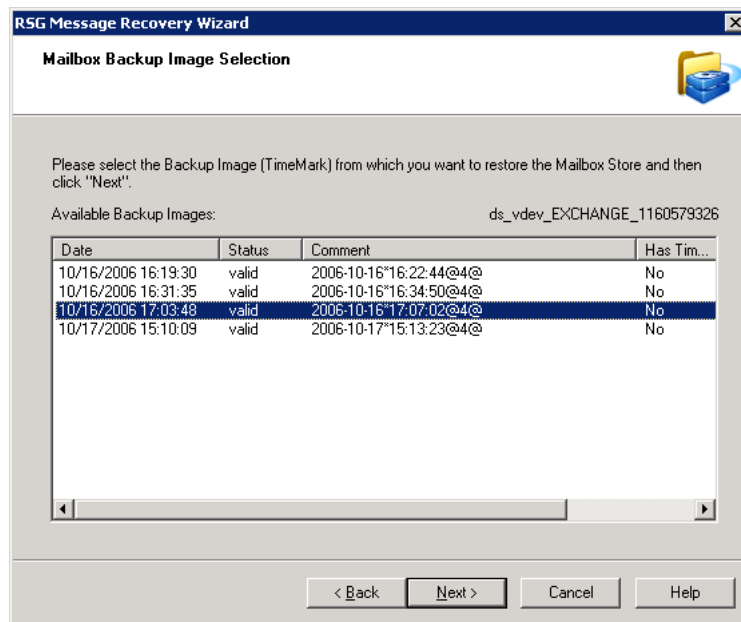 RSG Message Recovery Wizard
Mailbox Backup Image Selection
Please select the Backup Image (TimeMark) from which you want to restore the Mailbox Store and then
click "Next".
Available Backup Images: ds_vdev_EXCHANGE_1160579326
Date Status Comment Has Tim...
10/16/2006 16:19:30 valid 2006-10-16*16:22:44@4@ No
10/16/2006 16:31:35 valid 2006-10-16*16:34:50@4@ No
10/16/2006 17:03:48 valid 2006-10-16*17:07:02@4@ No
10/17/2006 15:10:09 valid 2006-10-17*15:13:23@4@ No
< Back Next > Cancel Help